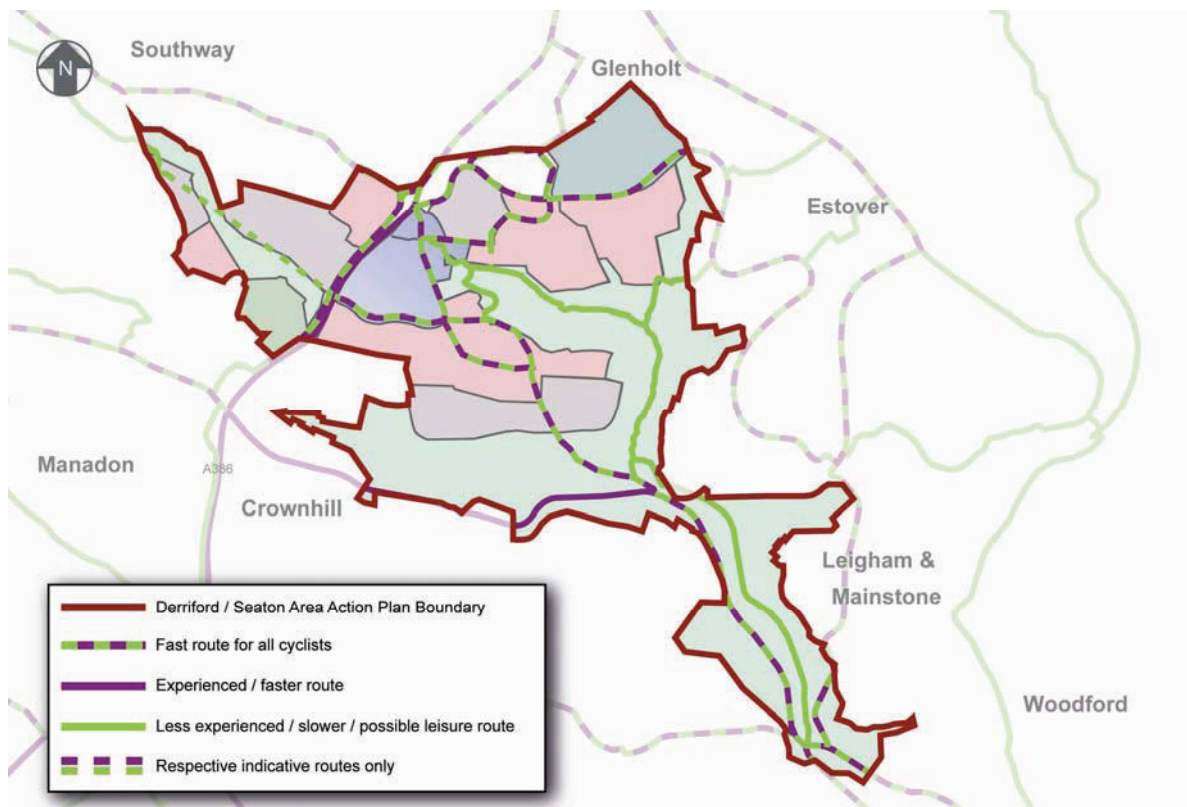 Southway
N
Glenholt
Estover
Manadon
A386
Crownhill
Leigham &
Mainstone
Woodford
Derriford / Seaton Area Action Plan Boundary
Fast route for all cyclists
Experienced / faster route
Less experienced / slower / possible leisure route
Respective indicative routes only